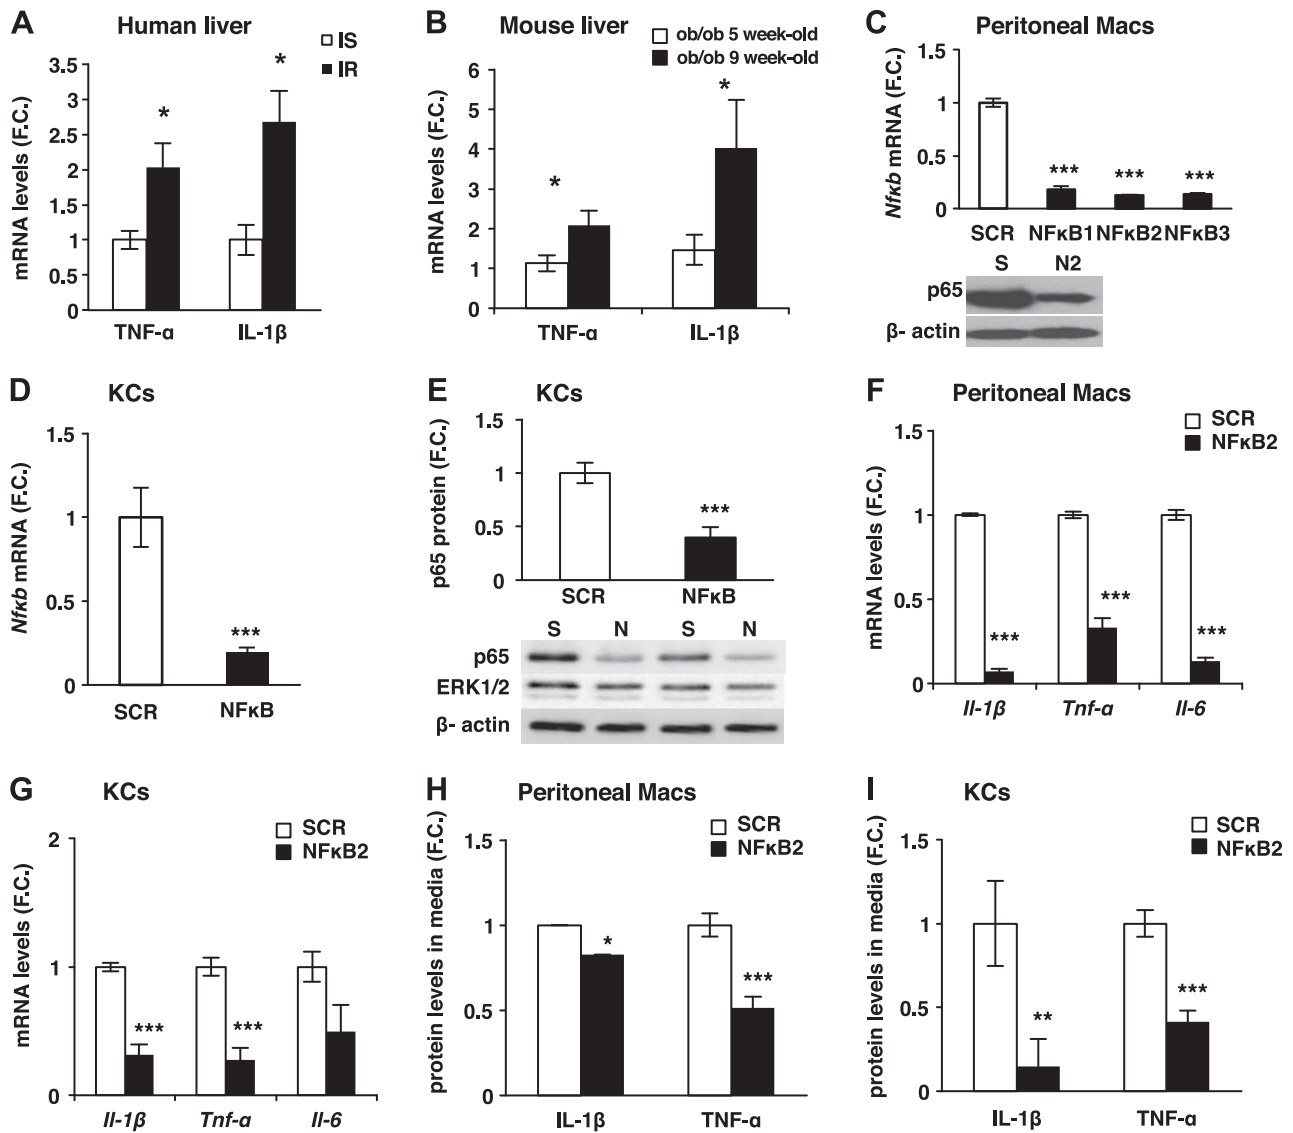 A Human liver
IS
IR
mRNA levels (F.C.)
3.5
3
2.5
2
1.5
1
0.5
0
*
*
TNF-α IL-1β
B Mouse liver
ob/ob 5 week-old
ob/ob 9 week-old
mRNA levels (F.C.)
6
5
4
3
2
1
0
*
*
TNF-α IL-1β
C Peritoneal Macs
Nfκb mRNA (F.C.)
1.5
1
0.5
0
*** *** ***
SCR NFκB1 NFκB2 NFκB3
S N2
p65
β- actin
D KCs
Nfκb mRNA (F.C.)
1.5
1
0.5
0
***
SCR NFκB
E KCs
p65 protein (F.C.)
1.5
1
0.5
0
***
SCR NFκB
S N S N
p65
ERK1/2
β- actin
F Peritoneal Macs
SCR
NFκB2
mRNA levels (F.C.)
1.5
1
0.5
0
*** *** ***
Il-1β Tnf-α Il-6
G KCs
SCR
NFκB2
mRNA levels (F.C.)
2
1
0
*** ***
Il-1β Tnf-α Il-6
H Peritoneal Macs
SCR
NFκB2
protein levels in media (F.C.)
1.5
1
0.5
0
* ***
IL-1β TNF-α
I KCs
SCR
NFκB2
protein levels in media (F.C.)
1.5
1
0.5
0
** ***
IL-1β TNF-α